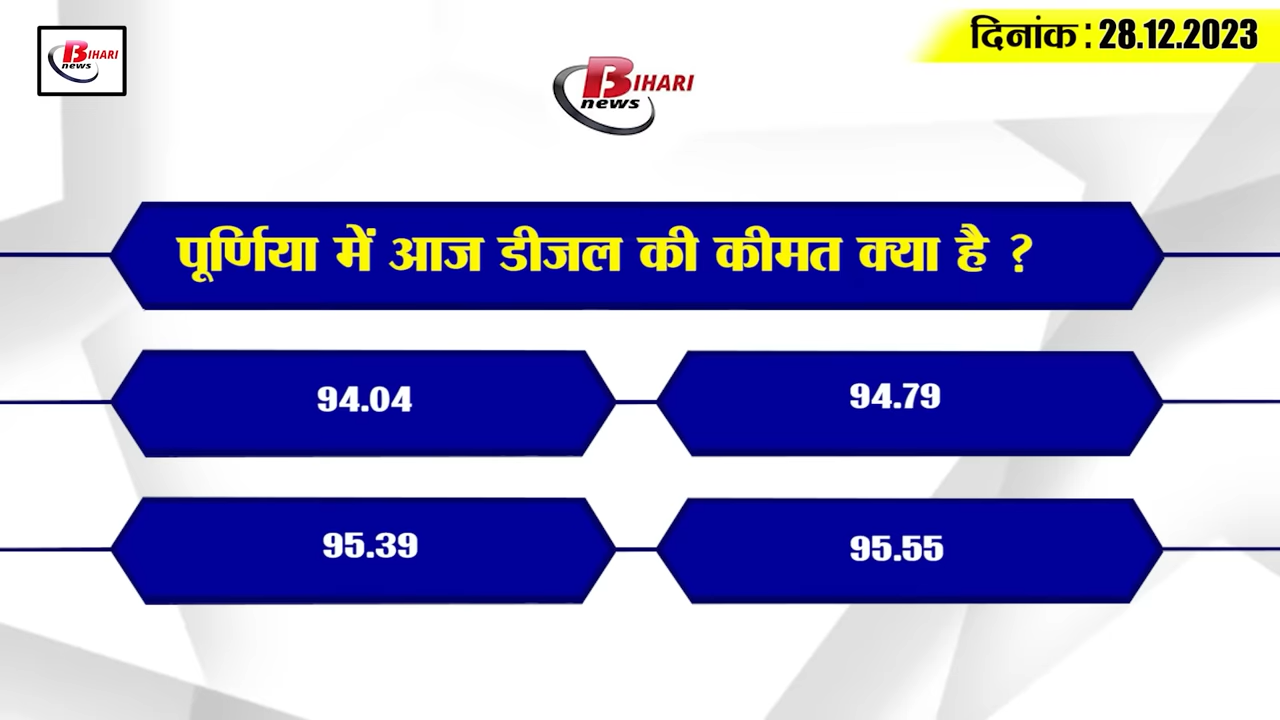 BIHARI
news
दिनांक : 28.12.2023
BIHARI
news
पूर्णिया में आज डीजल की कीमत क्या है ?
94.04
94.79
95.39
95.55